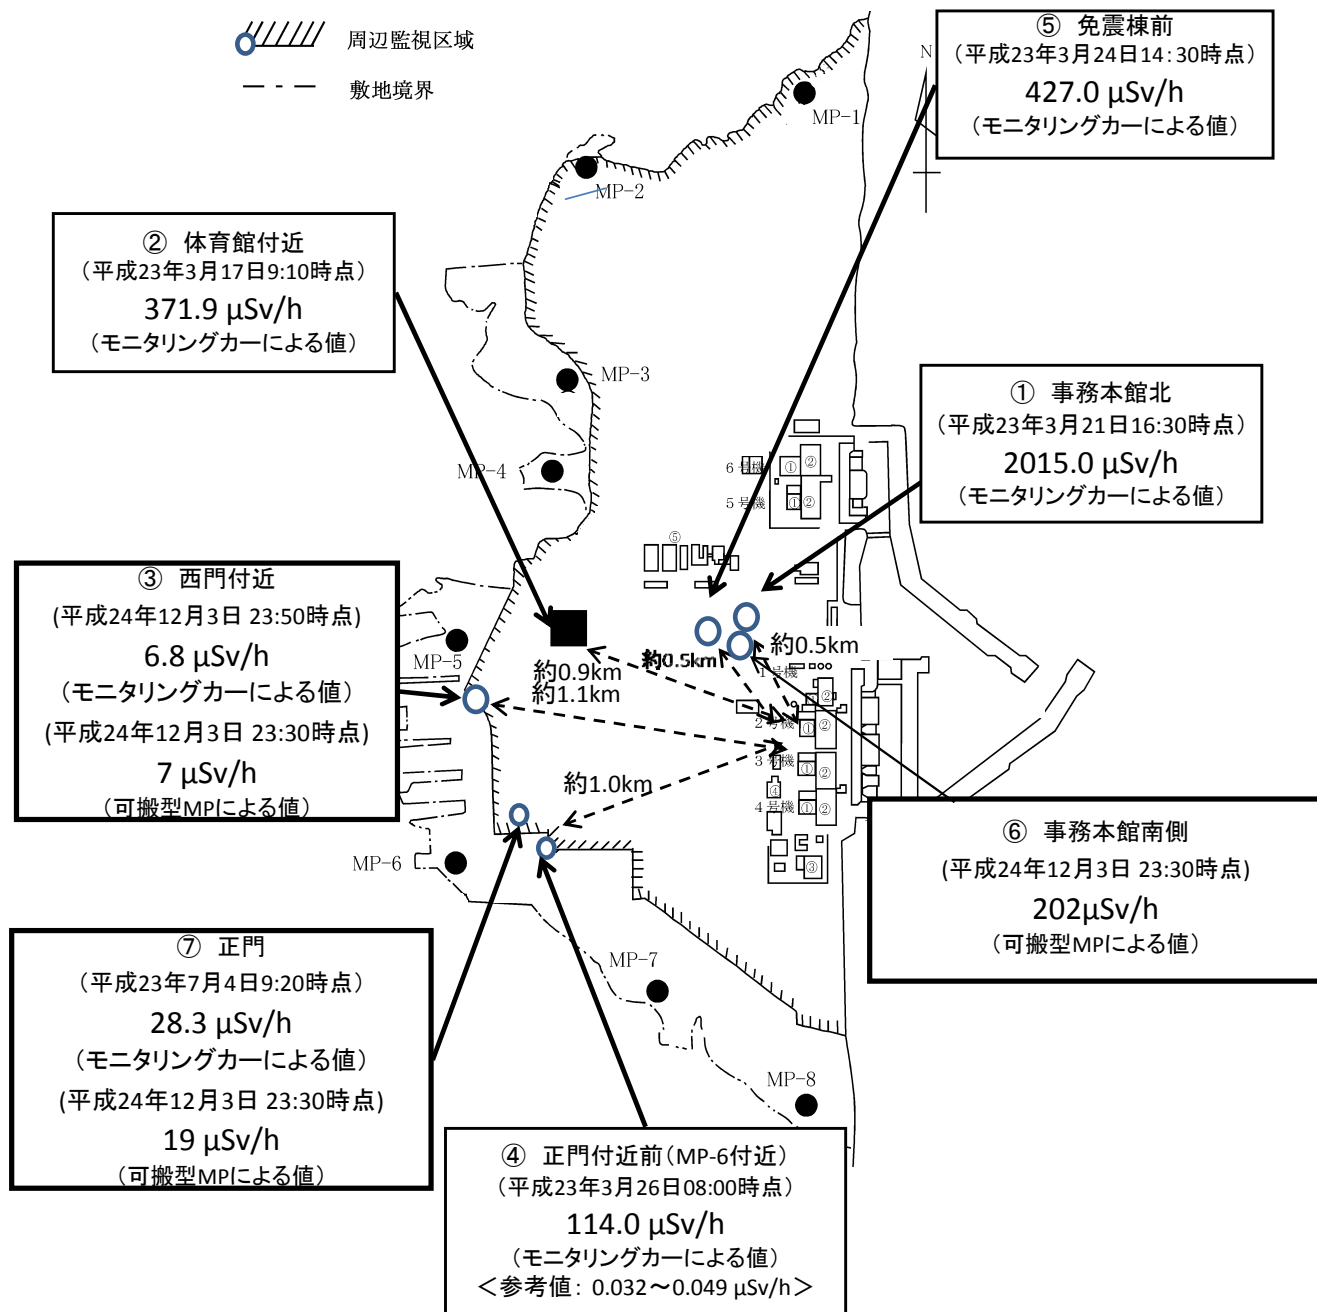 周辺監視区域
敷地境界
⑤ 免震棟前
（平成23年3月24日14：30時点）
427.0 μSv/h
（モニタリングカーによる値）
N
MP-1
MP-2
② 体育館付近
（平成23年3月17日9:10時点）
371.9 μSv/h
（モニタリングカーによる値）
MP-3
① 事務本館北
（平成23年3月21日16:30時点）
2015.0 μSv/h
（モニタリングカーによる値）
MP-4
6号機
①
②
5号機
①
②
⑤
③ 西門付近
(平成24年12月3日 23:50時点)
6.8 μSv/h
（モニタリングカーによる値）
(平成24年12月3日 23:30時点)
7 μSv/h
（可搬型MPによる値）
MP-5
約0.9km
約1.1km
約0.5km
約0.5km
1号機
②
2号機
①
②
3号機
①
②
約1.0km
④
4号機
①
②
③
MP-6
⑥ 事務本館南側
(平成24年12月3日 23:30時点)
202μSv/h
（可搬型MPによる値）
⑦ 正門
（平成23年7月4日9:20時点）
28.3 μSv/h
（モニタリングカーによる値）
(平成24年12月3日 23:30時点)
19 μSv/h
（可搬型MPによる値）
MP-7
MP-8
④ 正門付近前（MP-6付近）
（平成23年3月26日08:00時点）
114.0 μSv/h
（モニタリングカーによる値）
＜参考値：0.032～0.049 μSv/h＞